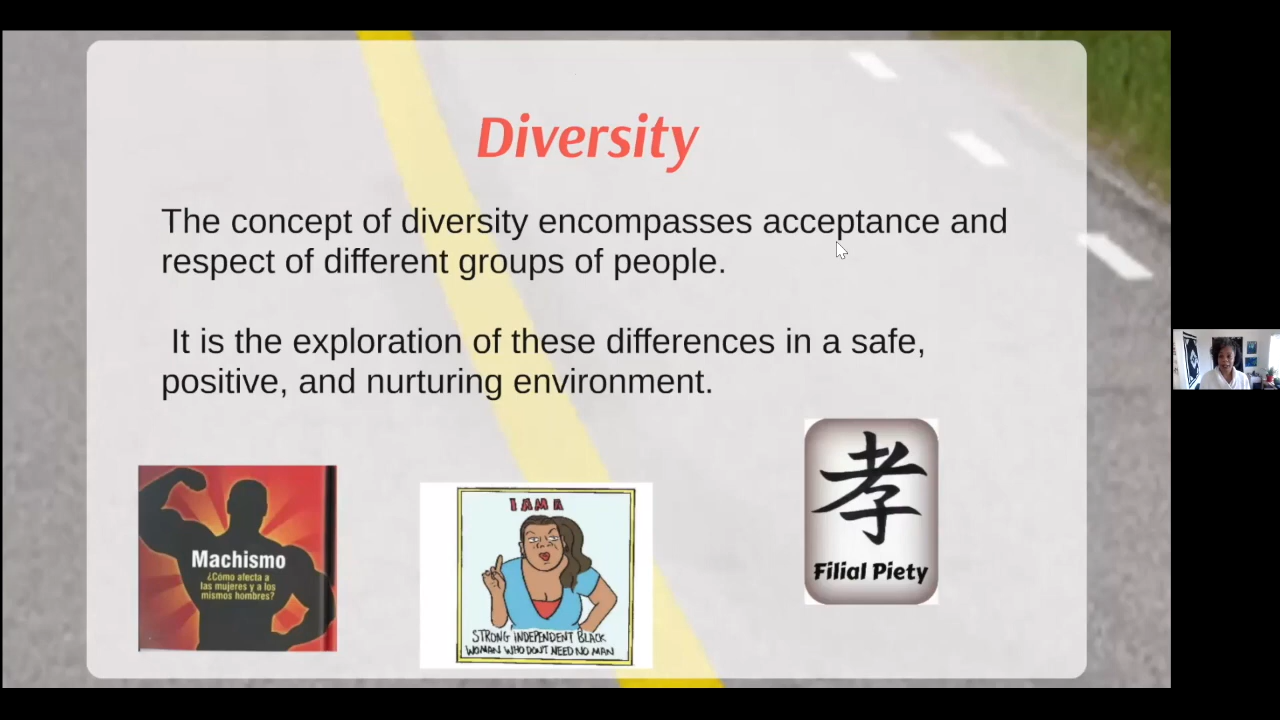 Diversity
The concept of diversity encompasses acceptance and
respect of different groups of people.
It is the exploration of these differences in a safe,
positive, and nurturing environment.
Machismo
¿Cómo afecta a
las mujeres y a los
mismos hombres?
I AM A
STRONG INDEPENDENT BLACK
WOMAN WHO DON'T NEED NO MAN
孝
Filial Piety